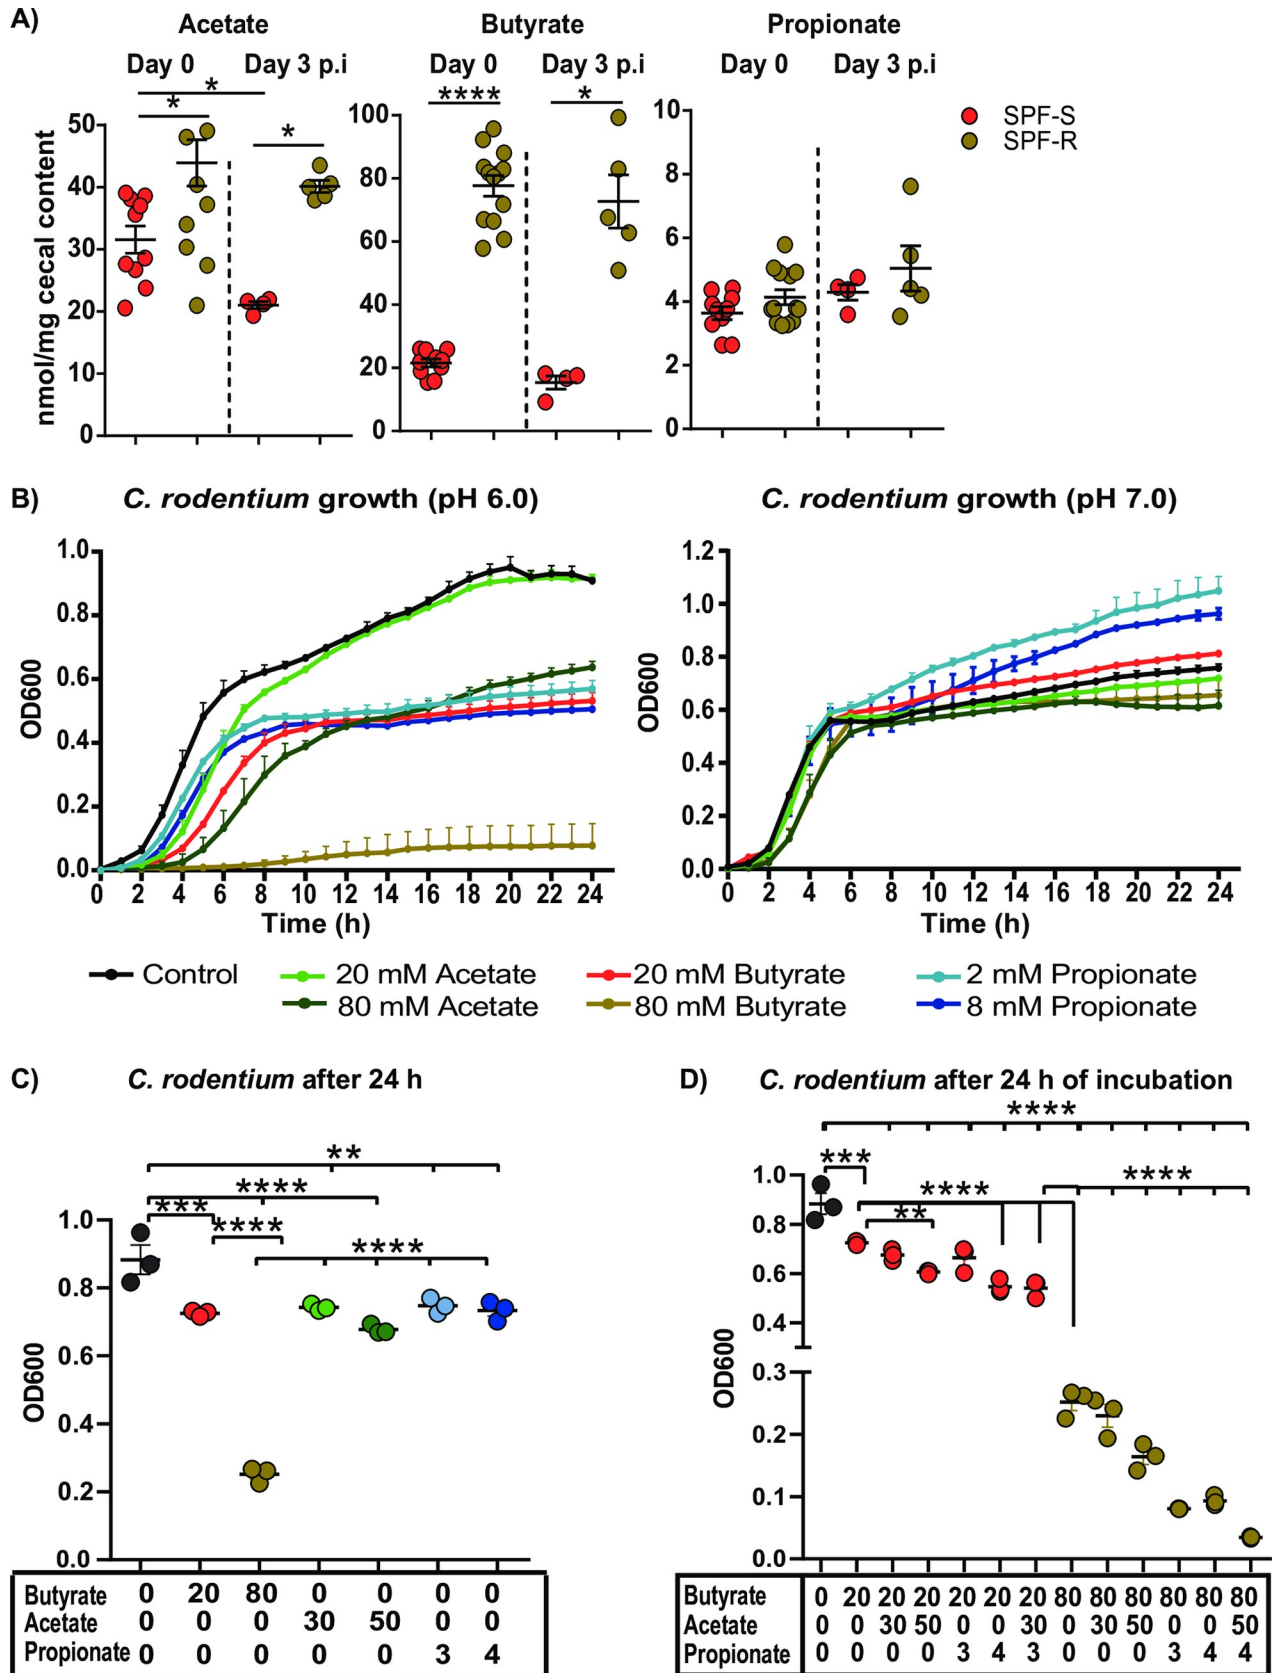 A)
Acetate Butyrate Propionate
Day 0 Day 3 p.i Day 0 Day 3 p.i Day 0 Day 3 p.i
* * * **** *
SPF-S
SPF-R
nmol/mg cecal content
50 40 30 20 10 0
100 80 60 40 20 0
10 8 6 4 2 0
B)
C. rodentium growth (pH 6.0)
OD600
1.0 0.8 0.6 0.4 0.2 0.0
0 2 4 6 8 10 12 14 16 18 20 22 24
Time (h)
C. rodentium growth (pH 7.0)
OD600
1.2 1.0 0.8 0.6 0.4 0.2 0.0
0 2 4 6 8 10 12 14 16 18 20 22 24
Time (h)
Control 20 mM Acetate 20 mM Butyrate 2 mM Propionate
80 mM Acetate 80 mM Butyrate 8 mM Propionate
C)
C. rodentium after 24 h
**
****
***
****
****
OD600
1.0 0.8 0.6 0.4 0.2 0.0
Butyrate 0 20 80 0 0 0 0
Acetate 0 0 0 30 50 0 0
Propionate 0 0 0 0 0 3 4
D)
C. rodentium after 24 h of incubation
****
***
****
****
**
OD600
1.0 0.8 0.6 0.4
0.3 0.2 0.1 0.0
Butyrate 0 20 20 20 20 20 20 80 80 80 80 80 80
Acetate 0 0 30 50 0 0 30 0 30 50 0 0 50
Propionate 0 0 0 0 3 4 3 0 0 0 3 4 4